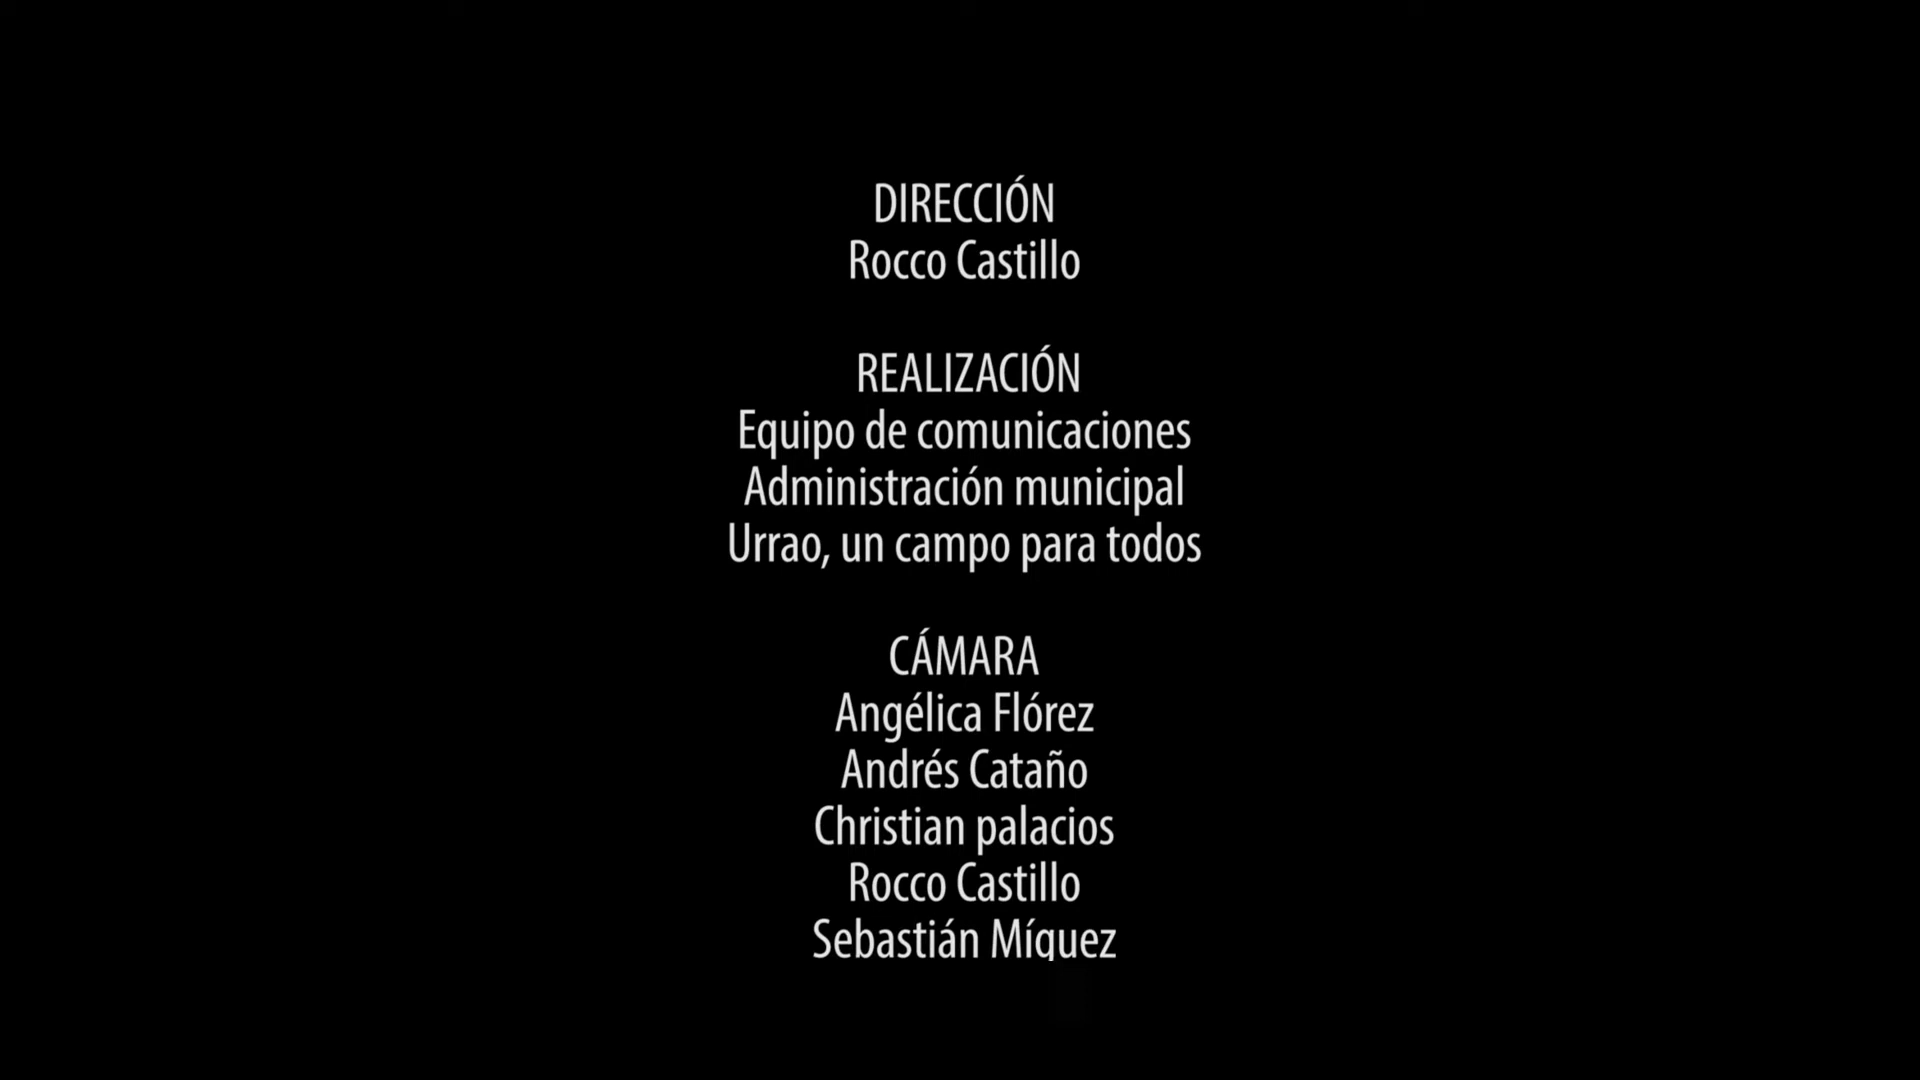 DIRECCIÓN
Rocco Castillo
REALIZACIÓN
Equipo de comunicaciones
Administración municipal
Urrao, un campo para todos
CÁMARA
Angélica Flórez
Andrés Cataño
Christian palacios
Rocco Castillo
Sebastián Míguez